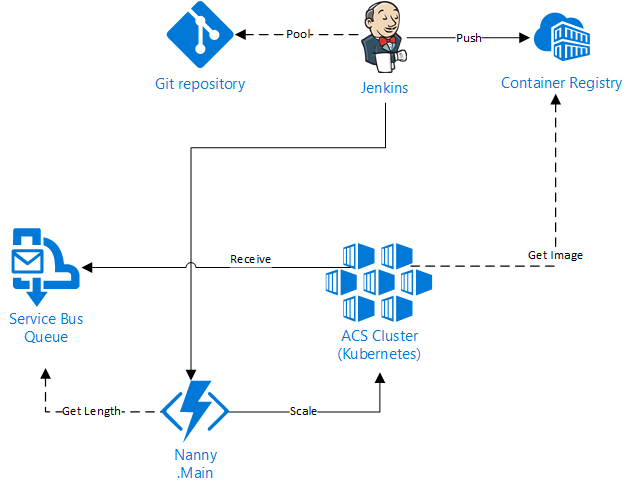 Pool
Push
Git repository
Jenkins
Container Registry
Receive
Get Image
Service Bus
Queue
ACS Cluster
(Kubernetes)
Get Length
Scale
Nanny
.Main